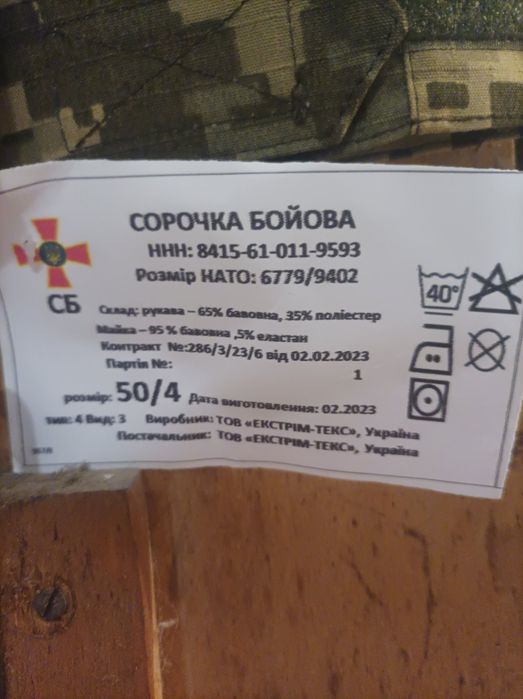 СОРОЧКА БОЙОВА
ННН: 8415-61-011-9593
Розмір НАТО: 6779/9402
СБ
40°
Склад: рукава – 65% бавовна, 35% поліестер
Майка – 95 % бавовна ,5% еластан
Контракт №:286/3/23/6 від 02.02.2023
Партія №: 1
розмір: 50/4 Дата виготовлення: 02.2023
тип: 4 Вид: 3 Виробник: ТОВ «ЕКСТРІМ-ТЕКС», Україна
Постачальник: ТОВ «ЕКСТРІМ-ТЕКС», Україна